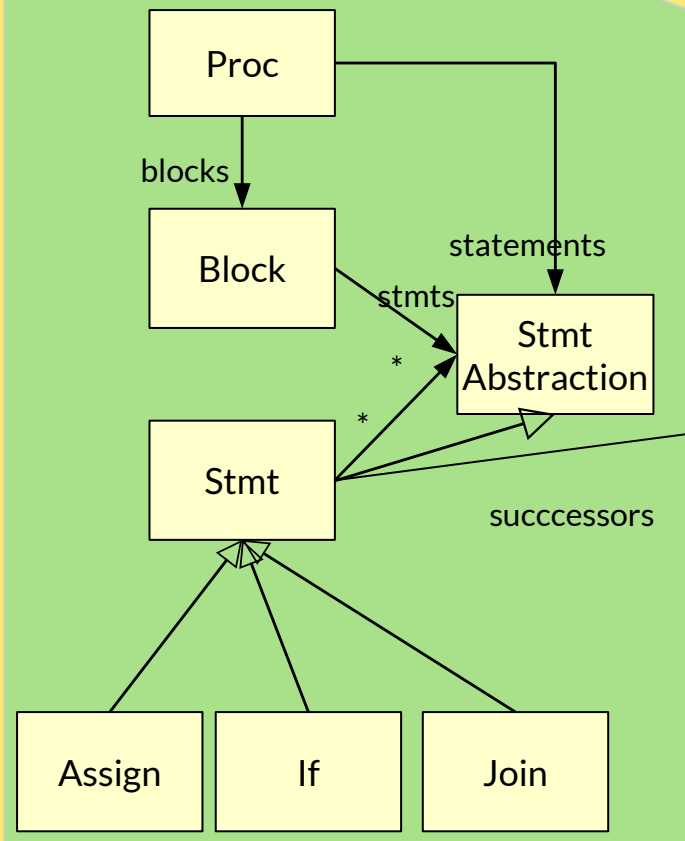 Proc
blocks
statements
Block
stmts
Stmt
Abstraction
*
*
Stmt
succcessors
Assign
If
Join